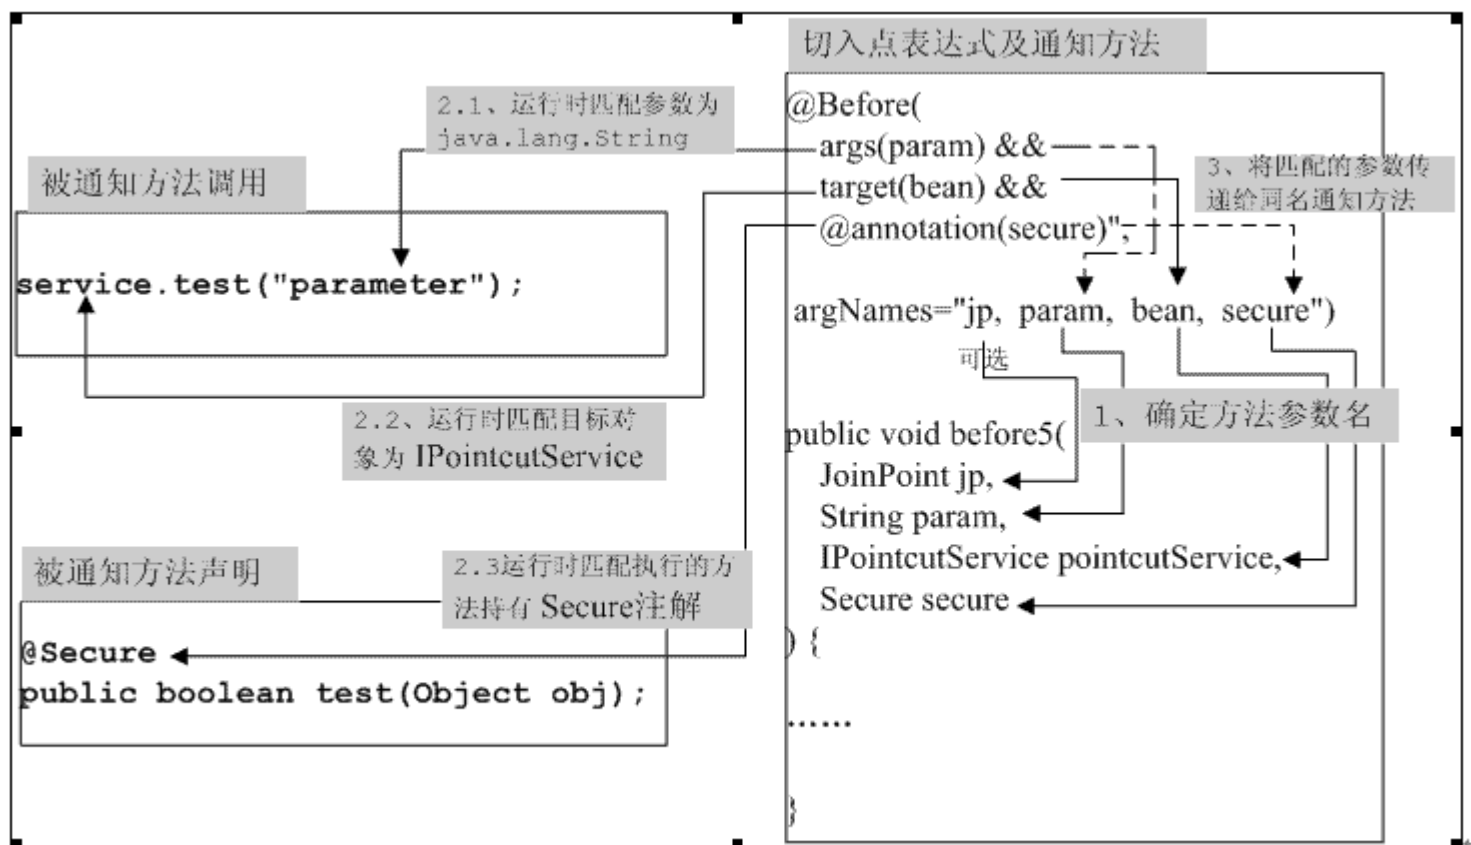 切入点表达式及通知方法
@Before(
args(param) &&
target(bean) &&
@annotation(secure)",
argNames="jp, param, bean, secure")
可选
public void before5(
JoinPoint jp,
String param,
IPointcutService pointcutService,
Secure secure
) {
......
}
2.1、运行时匹配参数为
java.lang.String
被通知方法调用
service.test("parameter");
2.2、运行时匹配目标对
象为 IPointcutService
3、将匹配的参数传
递给同名通知方法
1、确定方法参数名
被通知方法声明
2.3运行时匹配执行的方
法持有 Secure注解
@Secure
public boolean test(Object obj);